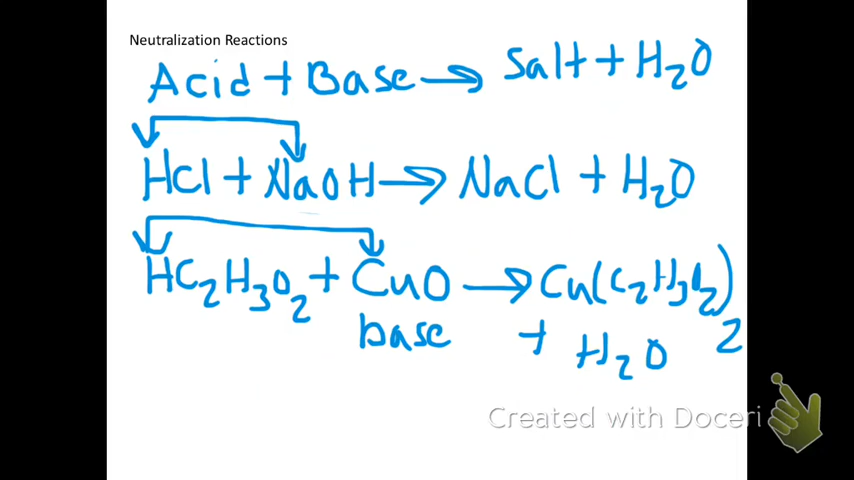 Neutralization Reactions
Acid + Base → Salt + H₂O
HCl + NaOH → NaCl + H₂O
HC₂H₃O₂ + CuO → Cu(C₂H₃O₂)₂
base + H₂O
Created with Doceri